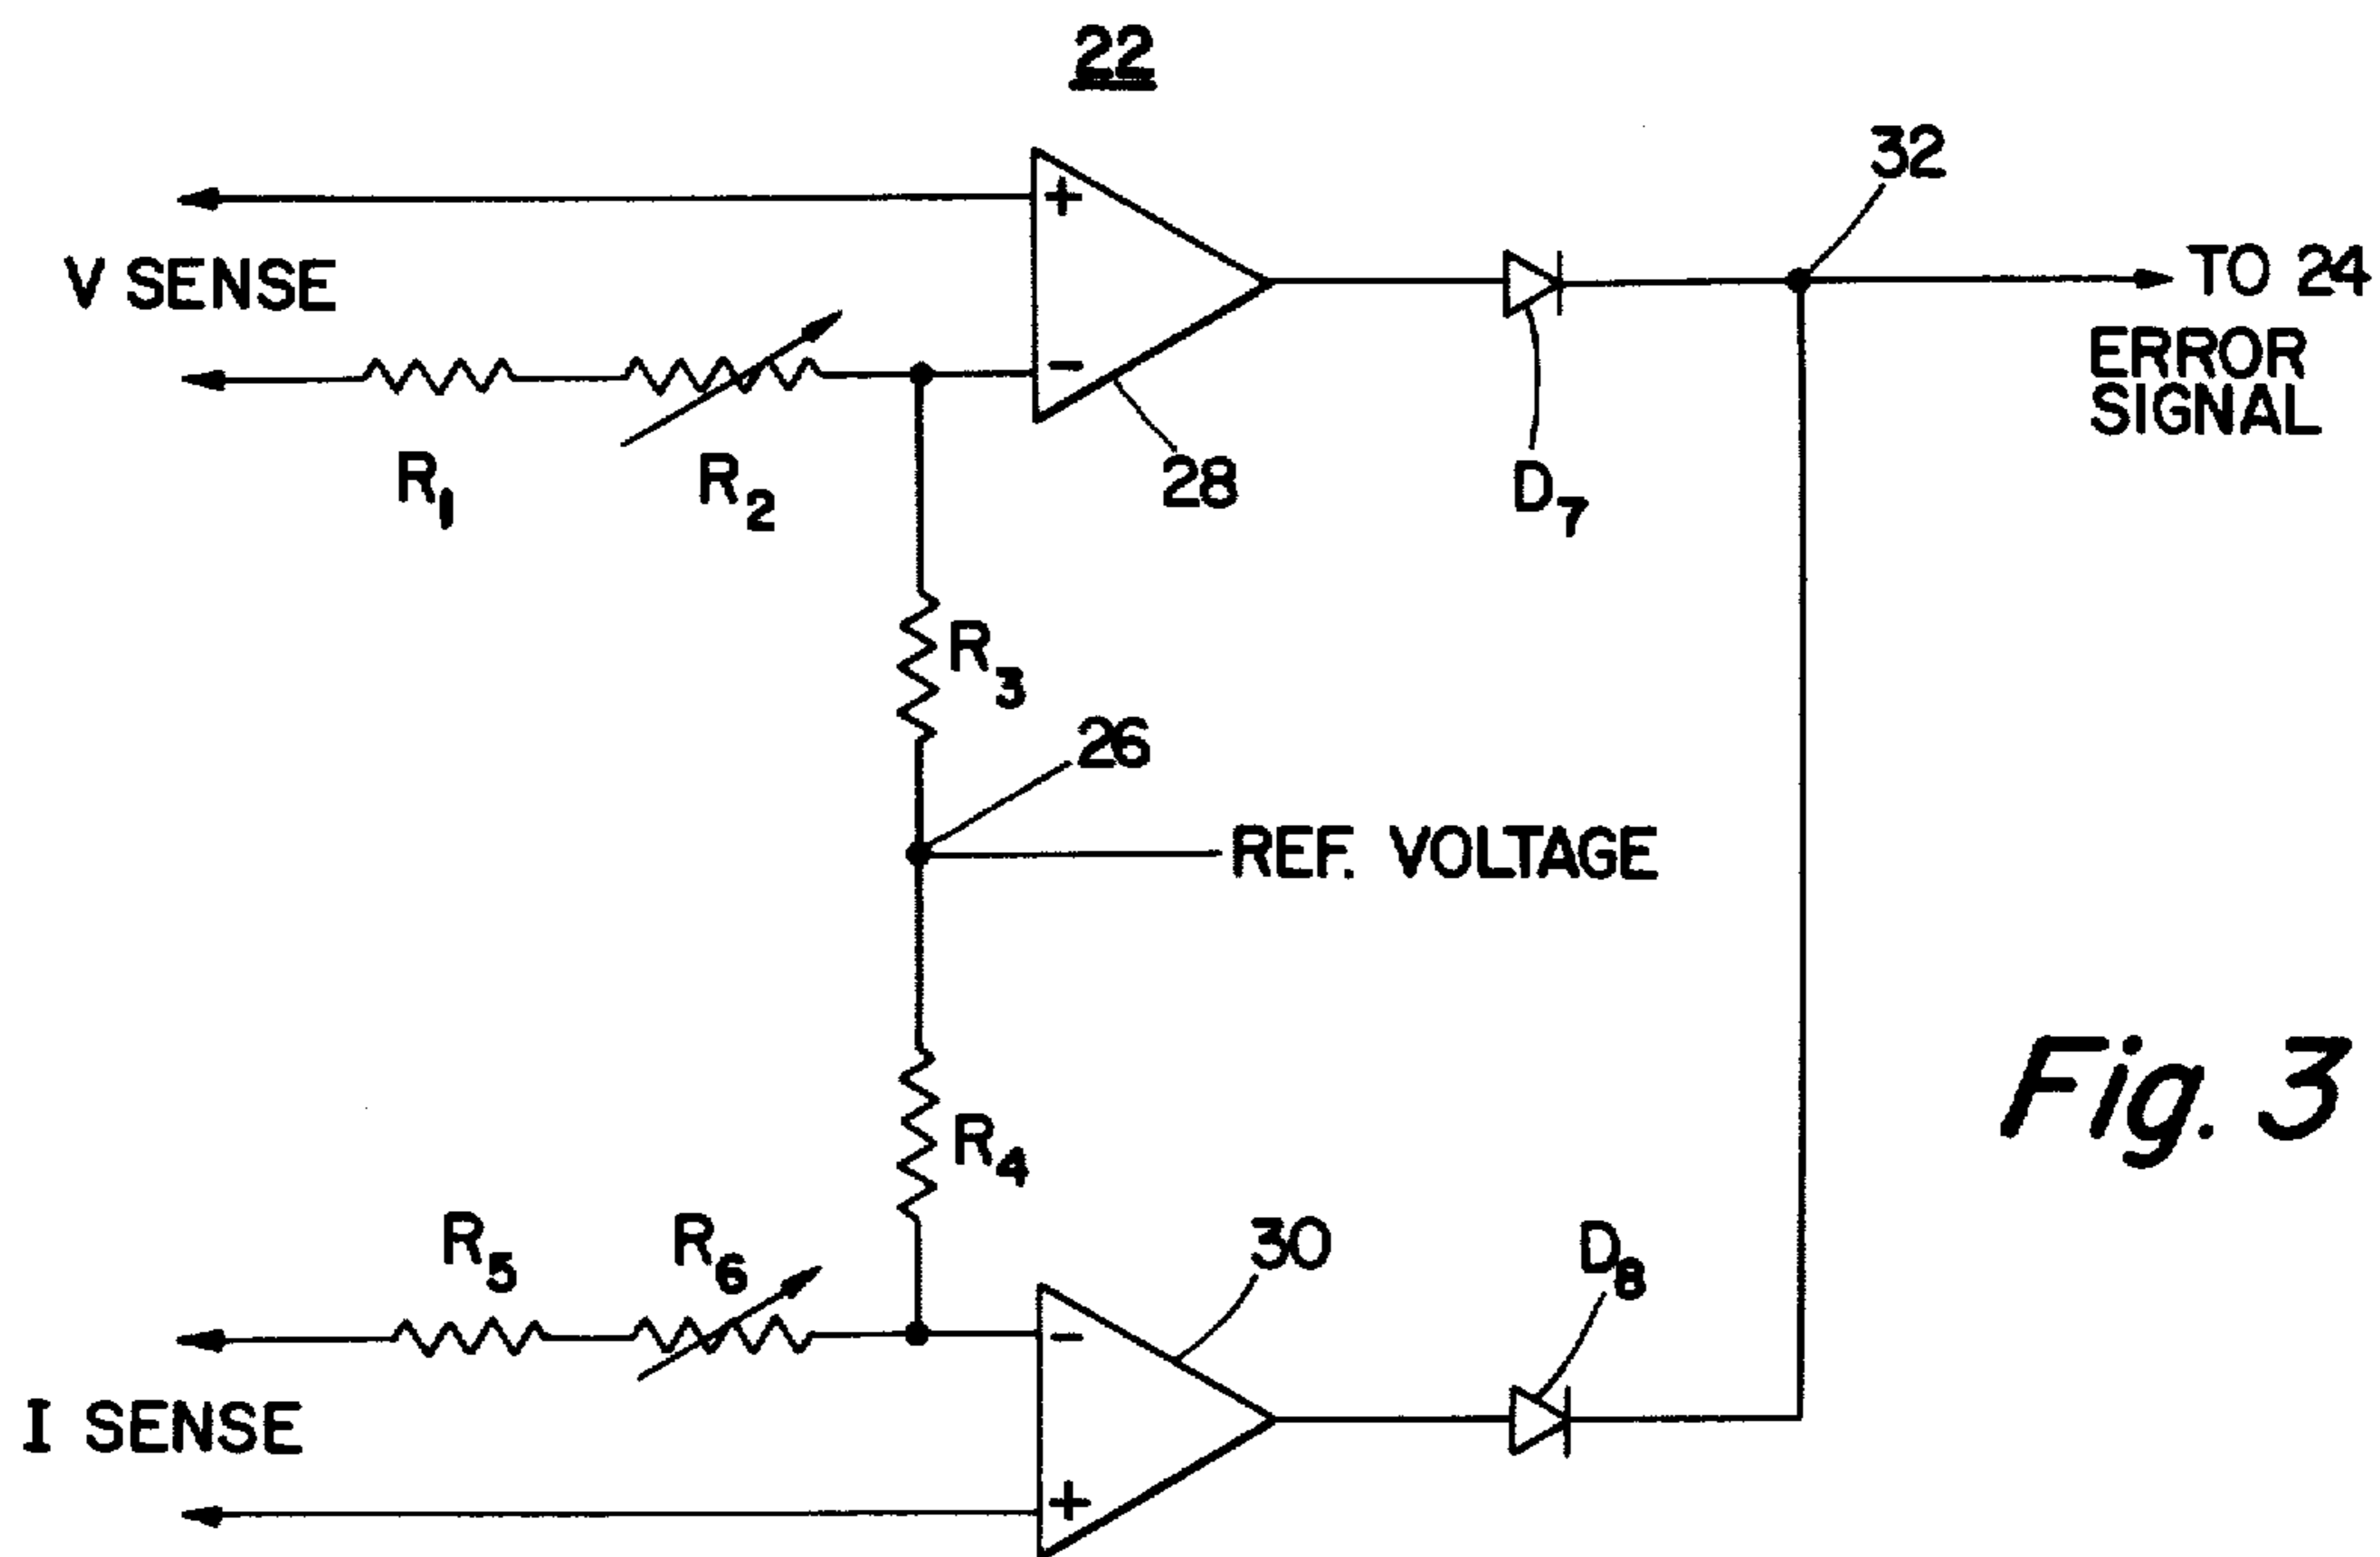 22
32
+
V SENSE
TO 24
ERROR
SIGNAL
-
R1
R2
28
D7
R3
26
REF. VOLTAGE
R4
Fig. 3
R5
R6
30
D8
-
I SENSE
+